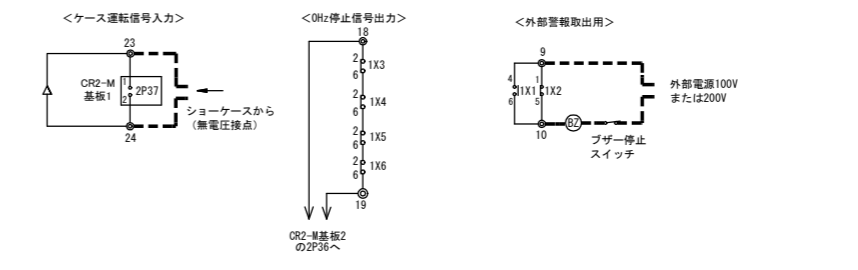 <ケース運転信号入力>
23
CR2-M
基板1
1
2
2P37
ショーケースから
(無電圧接点)
24
<0Hz停止信号出力>
18
2
6
1X3
2
6
1X4
2
6
1X5
2
6
1X6
19
CR2-M基板2
の2P36へ
<外部警報取出用>
9
4
6
1X1
1
5
1X2
10
BZ
ブザー停止
スイッチ
外部電源100V
または200V